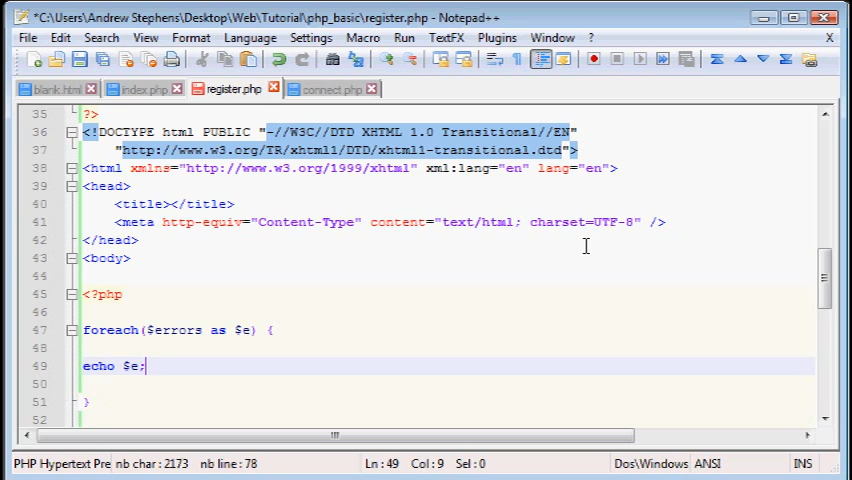 *C:\Users\Andrew Stephens\Desktop\Web\Tutorial\php_basic\register.php - Notepad++
File Edit Search View Format Language Settings Macro Run TextFX Plugins Window ? X
blank.html index.php register.php connect.php
35 ?>
36 <!DOCTYPE html PUBLIC "-//W3C//DTD XHTML 1.0 Transitional//EN"
37 "http://www.w3.org/TR/xhtml1/DTD/xhtml1-transitional.dtd">
38 <html xmlns="http://www.w3.org/1999/xhtml" xml:lang="en" lang="en">
39 <head>
40 <title></title>
41 <meta http-equiv="Content-Type" content="text/html; charset=UTF-8" />
42 </head>
43 <body>
44
45 <?php
46
47 foreach($errors as $e) {
48
49 echo $e;
50
51 }
52
PHP Hypertext Pre nb char : 2173 nb line : 78 Ln : 49 Col : 9 Sel : 0 Dos\Windows ANSI INS